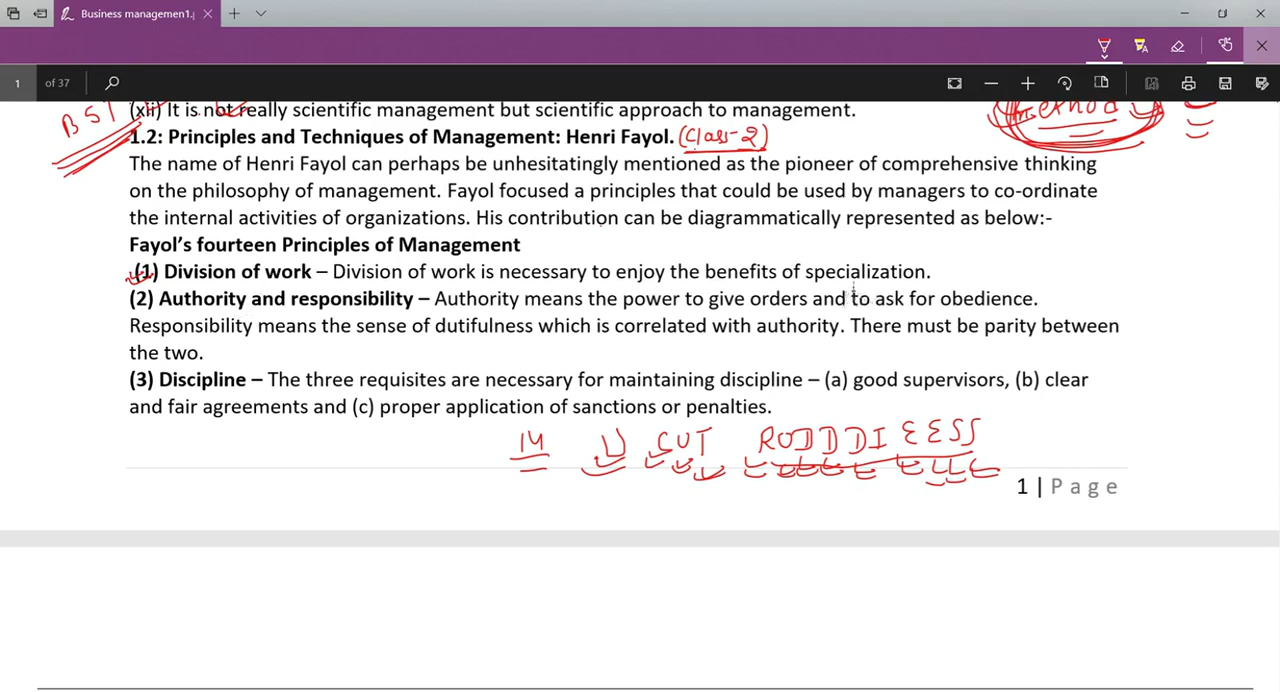 Business managemen1.
1 of 37
BST
(xii) It is not really scientific management but scientific approach to management.
method
1.2: Principles and Techniques of Management: Henri Fayol. (Class-2)
The name of Henri Fayol can perhaps be unhesitatingly mentioned as the pioneer of comprehensive thinking
on the philosophy of management. Fayol focused a principles that could be used by managers to co-ordinate
the internal activities of organizations. His contribution can be diagrammatically represented as below:-
Fayol's fourteen Principles of Management
(1) Division of work – Division of work is necessary to enjoy the benefits of specialization.
(2) Authority and responsibility – Authority means the power to give orders and to ask for obedience.
Responsibility means the sense of dutifulness which is correlated with authority. There must be parity between
the two.
(3) Discipline – The three requisites are necessary for maintaining discipline – (a) good supervisors, (b) clear
and fair agreements and (c) proper application of sanctions or penalties.
14
1 | Page